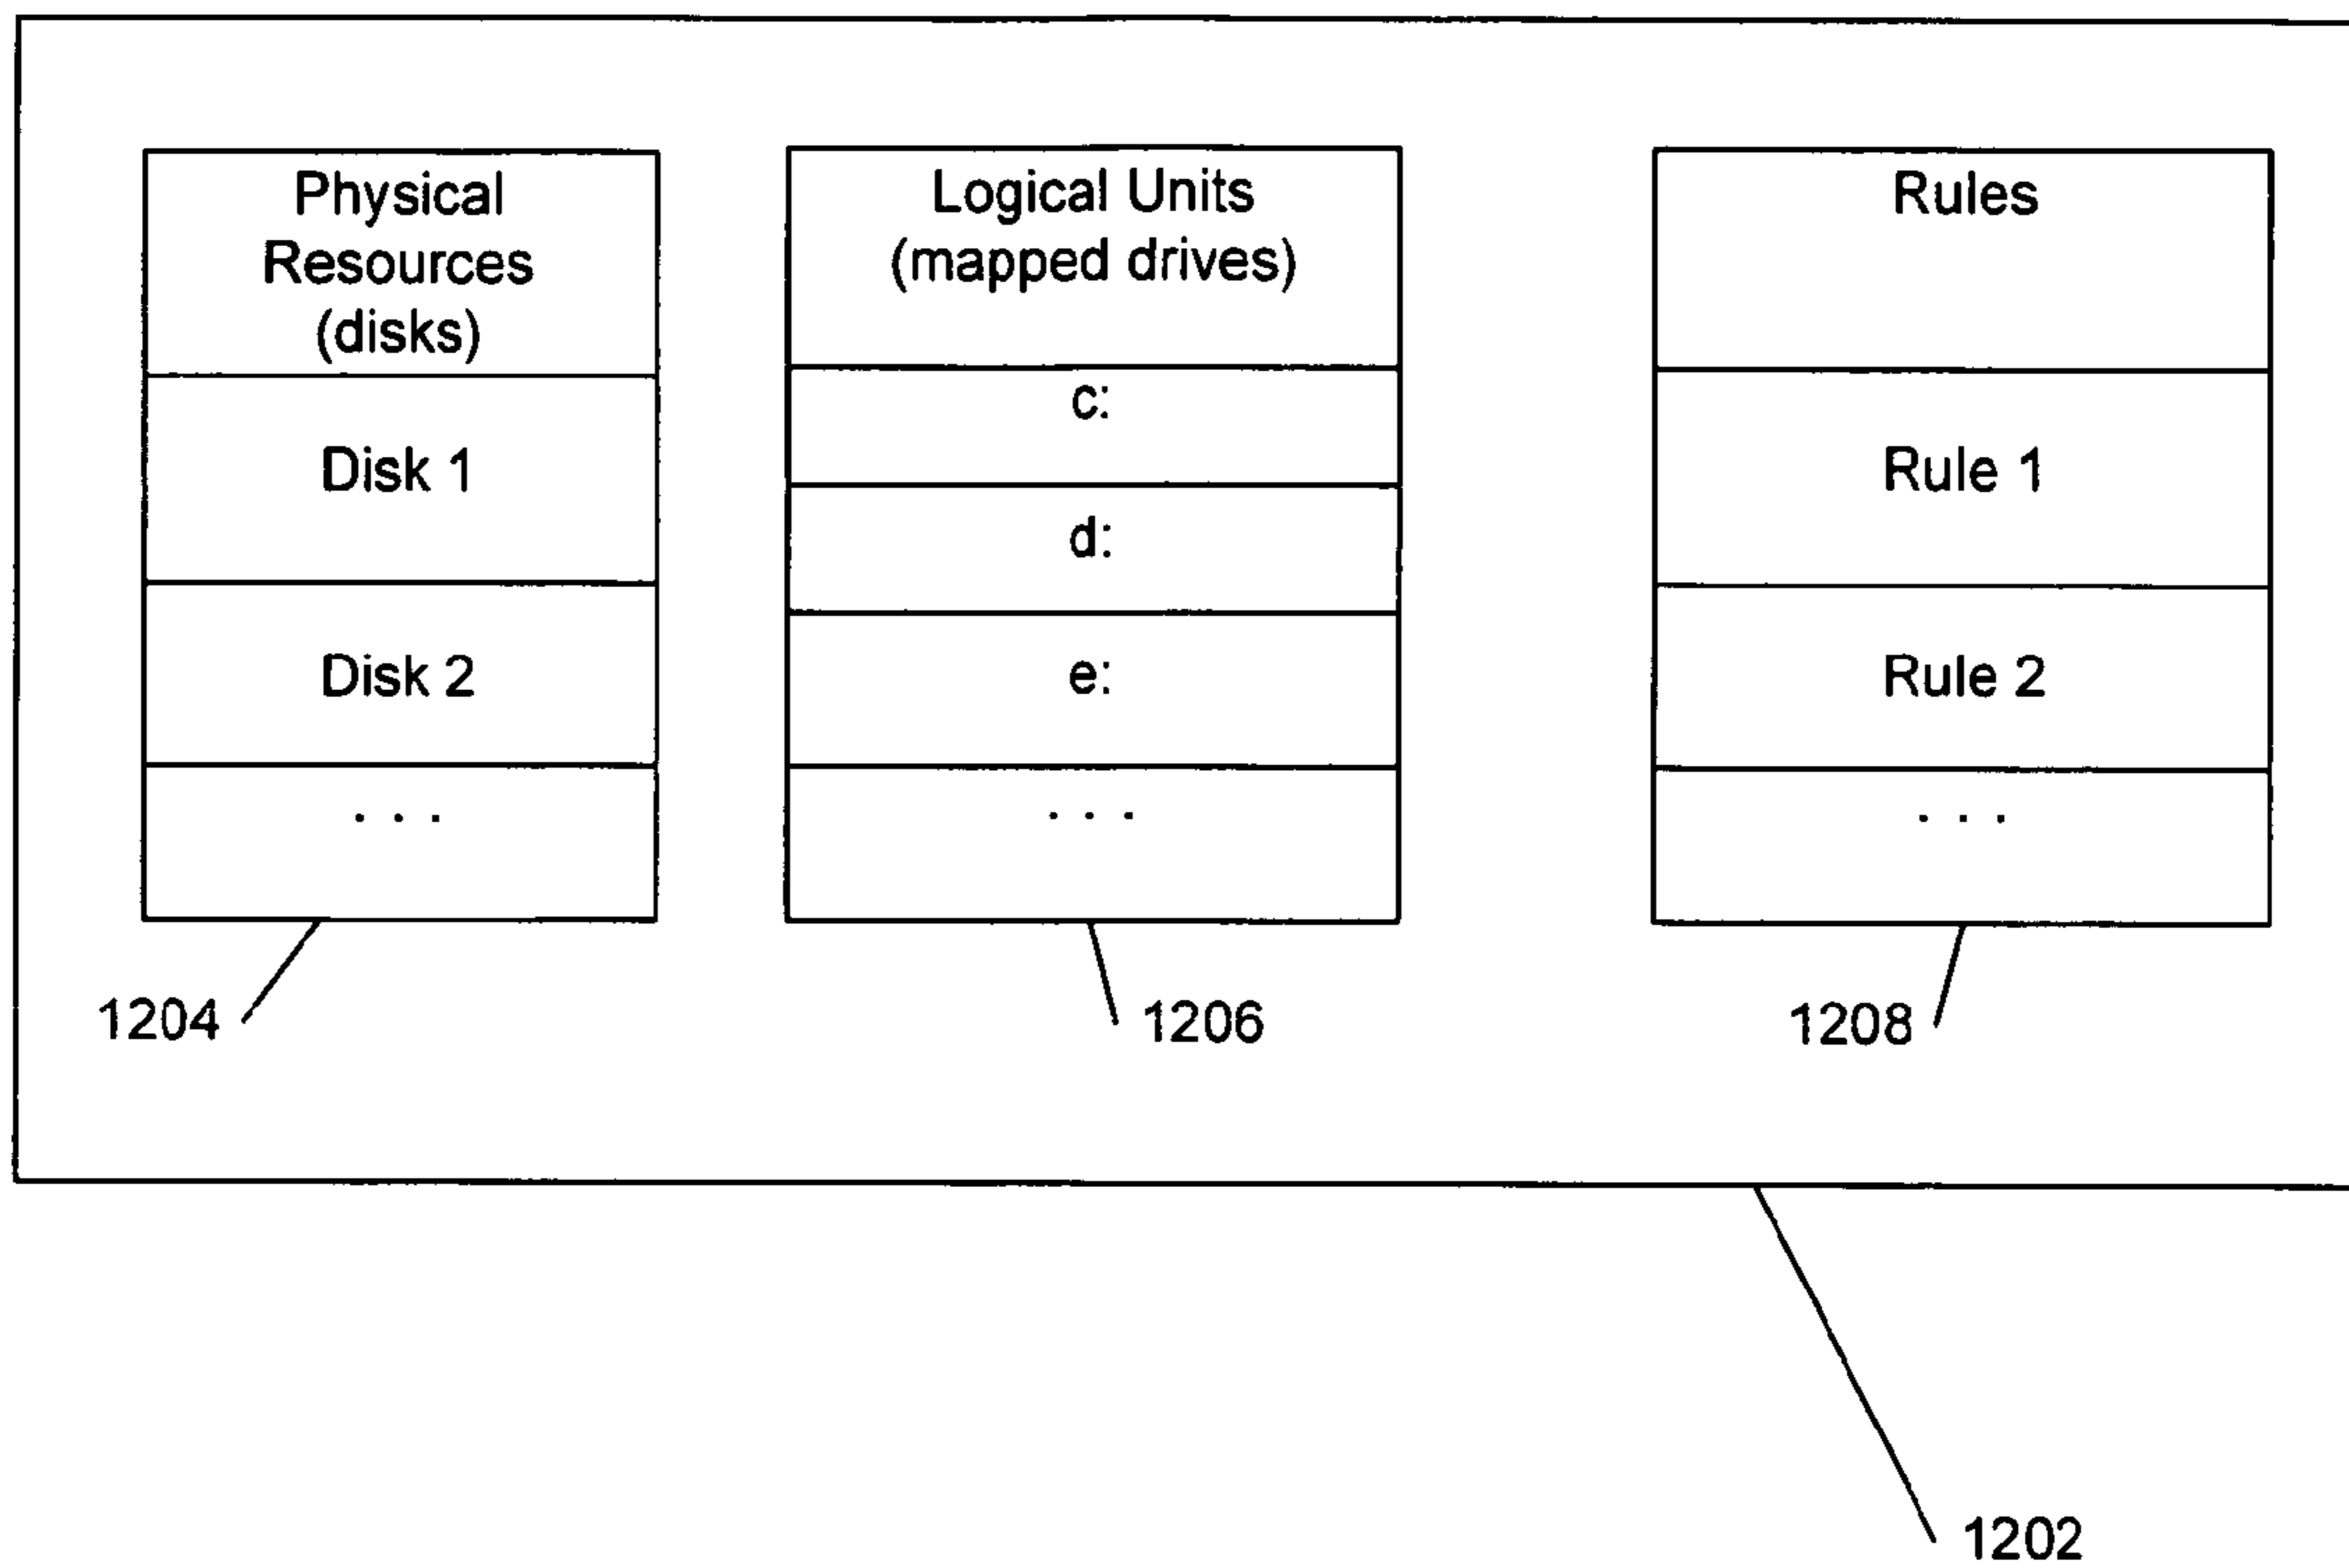 Physical
Resources
(disks)
Disk 1
Disk 2
. . .
1204
Logical Units
(mapped drives)
c:
d:
e:
. . .
1206
Rules
Rule 1
Rule 2
. . .
1208
1202